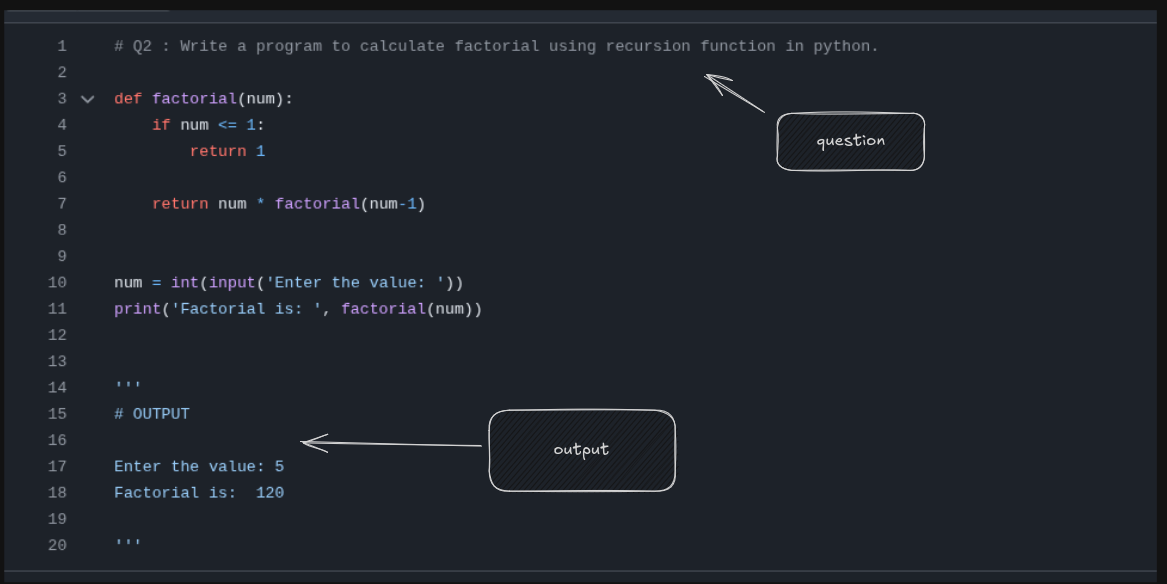 1 # Q2 : Write a program to calculate factorial using recursion function in python.
2
3 def factorial(num):
4     if num <= 1:
5         return 1
6
7     return num * factorial(num-1)
8
9
10 num = int(input('Enter the value: '))
11 print('Factorial is: ', factorial(num))
12
13
14 '''
15 # OUTPUT
16
17 Enter the value: 5
18 Factorial is:  120
19
20 '''
question
output